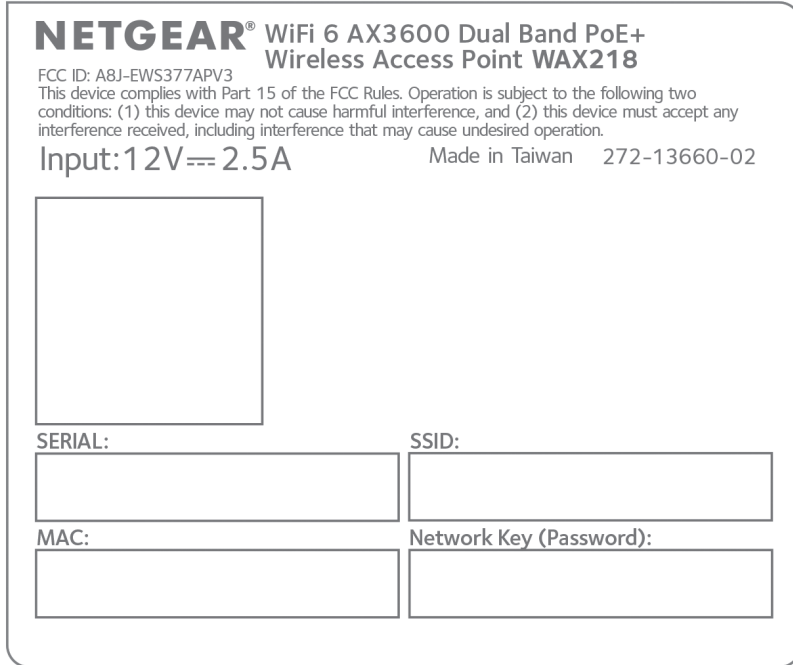 NETGEAR® WiFi 6 AX3600 Dual Band PoE+
Wireless Access Point WAX218
FCC ID: A8J-EWS377APV3
This device complies with Part 15 of the FCC Rules. Operation is subject to the following two
conditions: (1) this device may not cause harmful interference, and (2) this device must accept any
interference received, including interference that may cause undesired operation.
Input:12V⎓2.5A Made in Taiwan 272-13660-02
SERIAL: SSID:
MAC: Network Key (Password):